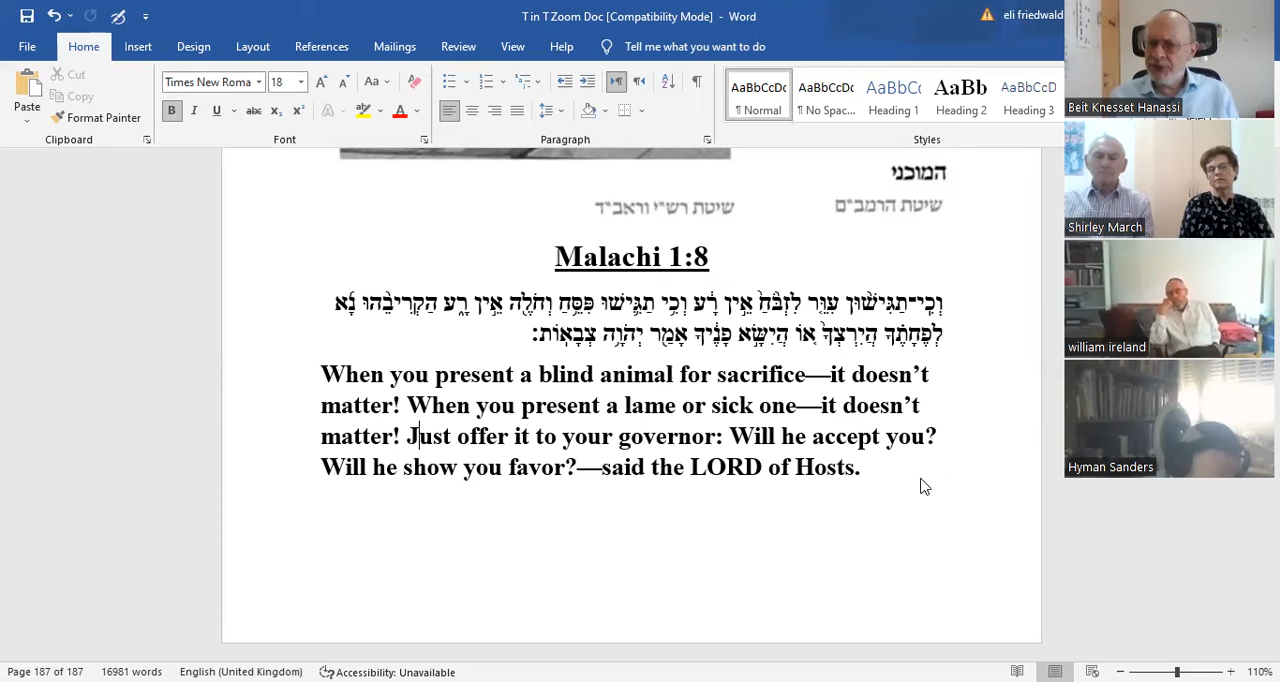 T in T Zoom Doc [Compatibility Mode] - Word
eli friedwald
File Home Insert Design Layout References Mailings Review View Help Tell me what you want to do
Paste
Cut
Copy
Format Painter
Clipboard
Times New Roma 18
Font
Paragraph
AaBbCcDc AaBbCcDc AaBbCc AaBb AaBbCcD
¶ Normal ¶ No Spac... Heading 1 Heading 2 Heading 3
Styles
המוכני
שיטת הרמב״ם שיטת רש״י וראב״ד
Malachi 1:8
וְכִי־תַגִּישׁ֨וּן עִוֵּ֤ר לִזְבֹּ֙חַ֙ אֵ֣ין רָ֔ע וְכִ֥י תַגִּ֛ישׁוּ פִּסֵּ֥חַ וְחֹלֶ֖ה אֵ֣ין רָ֑ע הַקְרִיבֵ֨הוּ נָ֜א
לְפֶחָתֶ֗ךָ הֲיִרְצְךָ֙ א֚וֹ הֲיִשָּׂ֣א פָנֶ֔יךָ אָמַ֖ר יְהֹוָ֥ה צְבָאֽוֹת׃
When you present a blind animal for sacrifice—it doesn’t
matter! When you present a lame or sick one—it doesn’t
matter! Just offer it to your governor: Will he accept you?
Will he show you favor?—said the LORD of Hosts.
Beit Knesset Hanassi
Shirley March
william ireland
Hyman Sanders
Page 187 of 187 16981 words English (United Kingdom) Accessibility: Unavailable 110%